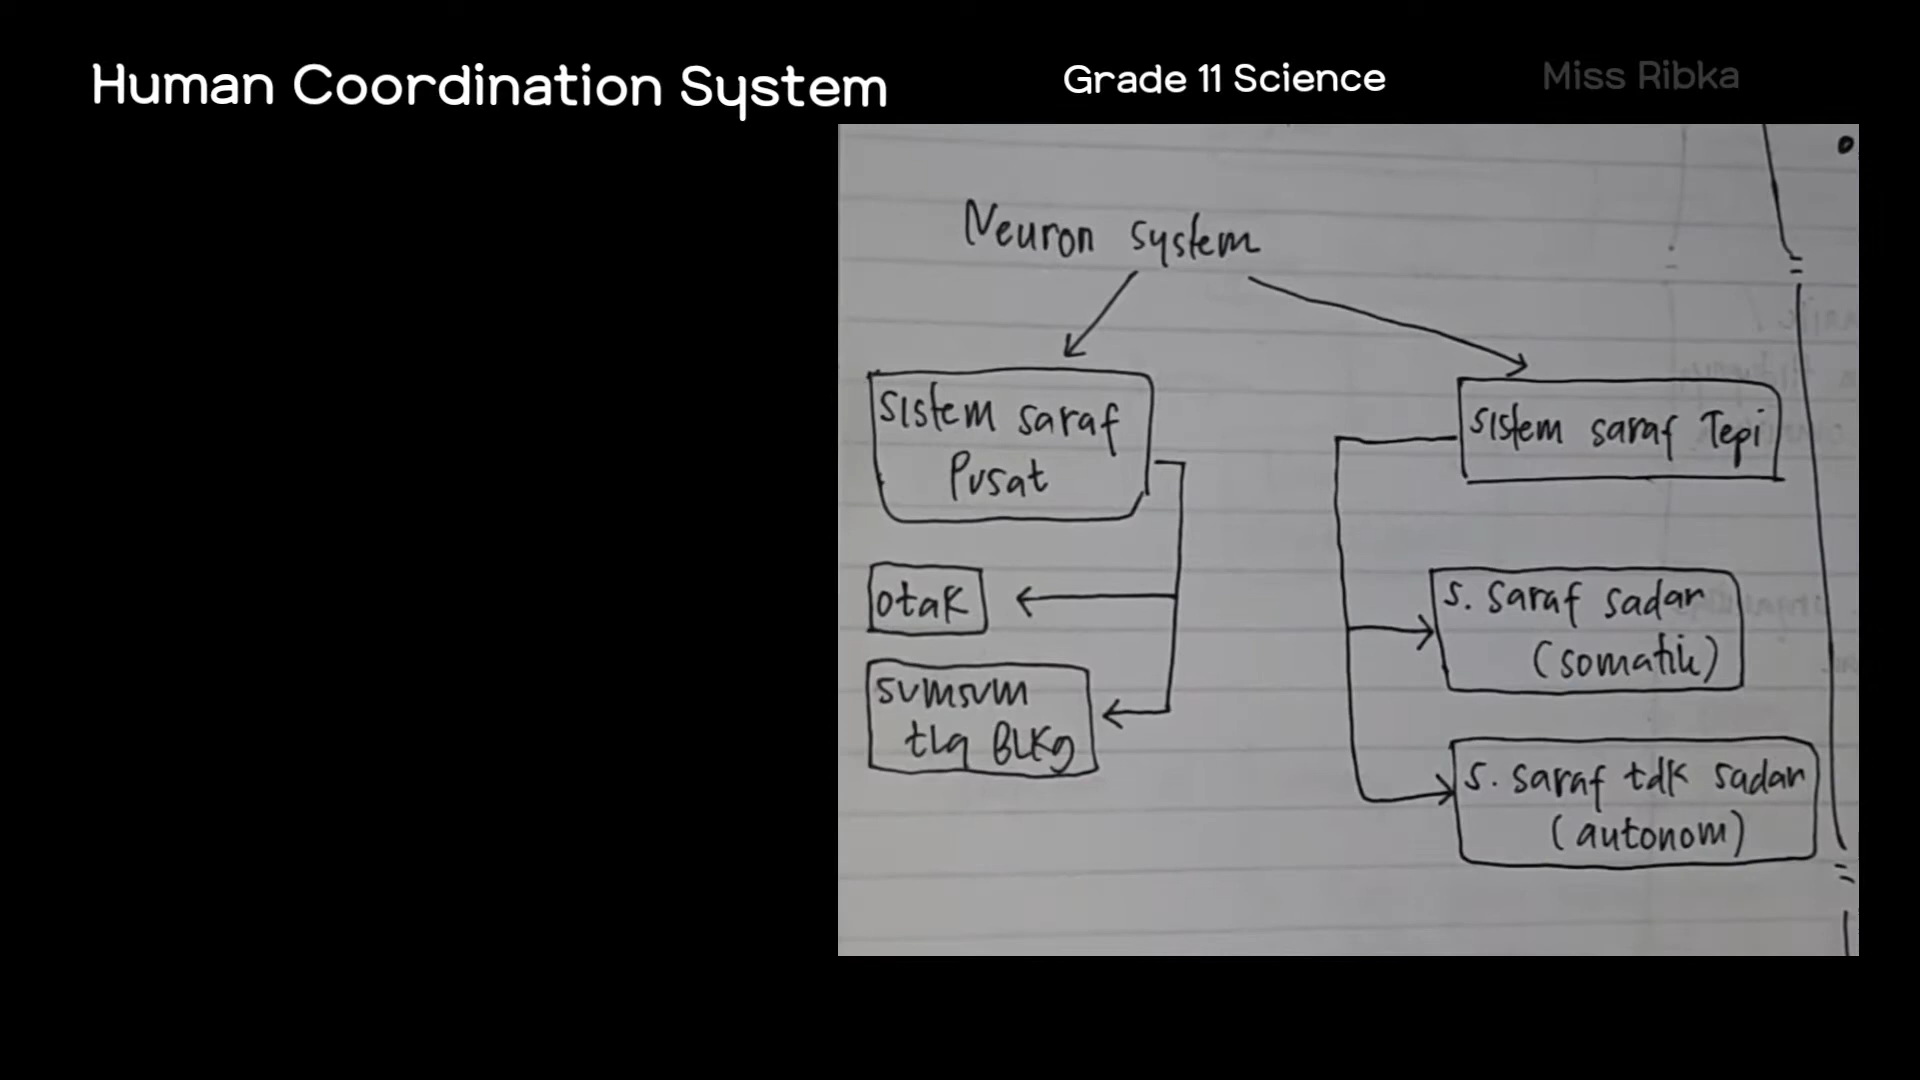 Human Coordination System
Grade 11 Science
Miss Ribka
Neuron system
sistem saraf
Pusat
otak
sumsum
tlg BLKg
sistem saraf Tepi
s. saraf sadar
(somatik)
s. saraf tdk sadar
(autonom)